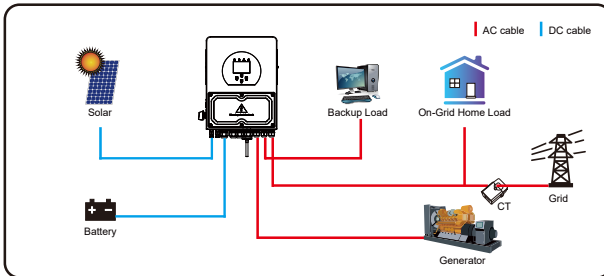 AC cable
DC cable
Solar
Backup Load
On-Grid Home Load
CT
Grid
Battery
Generator